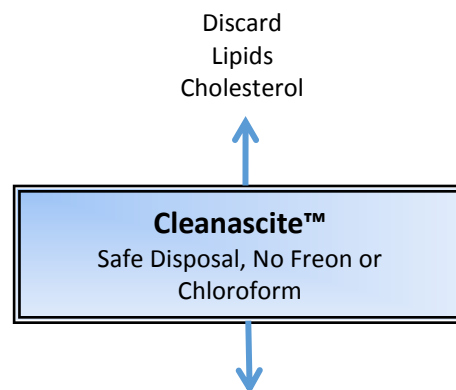 Discard
Lipids
Cholesterol
Cleanascite™
Safe Disposal, No Freon or
Chloroform